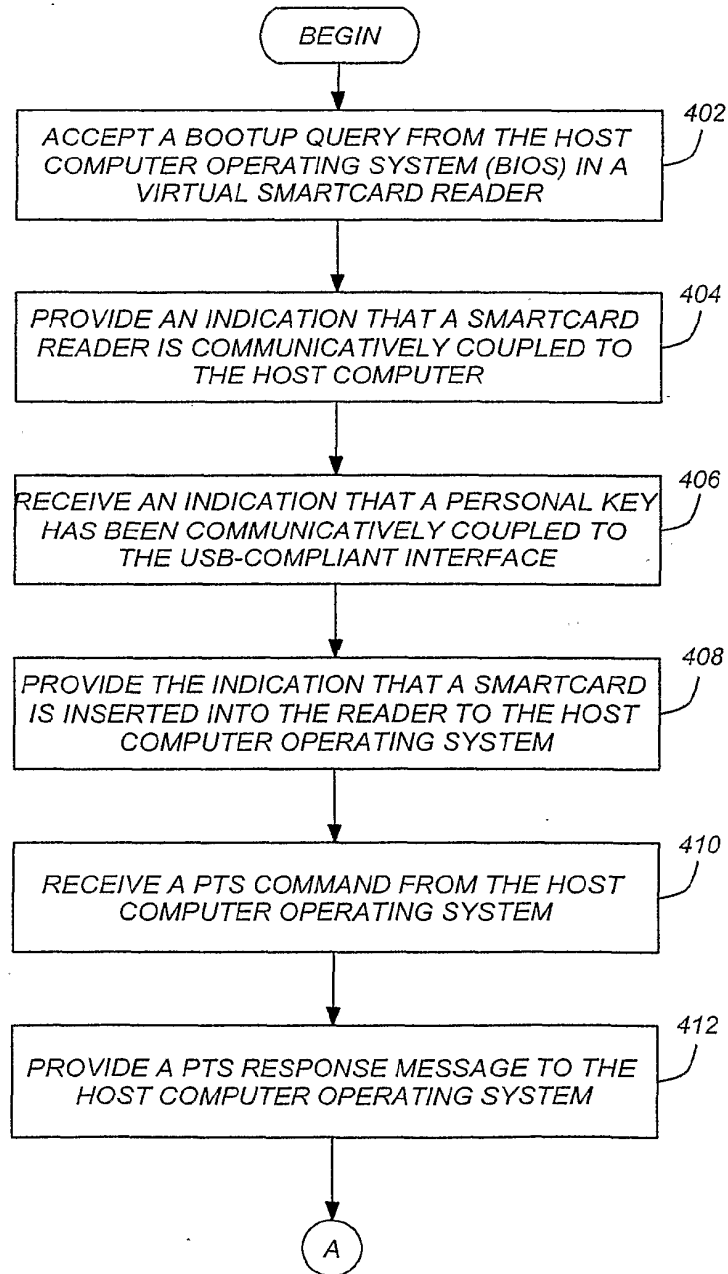 BEGIN
402
ACCEPT A BOOTUP QUERY FROM THE HOST
COMPUTER OPERATING SYSTEM (BIOS) IN A
VIRTUAL SMARTCARD READER
404
PROVIDE AN INDICATION THAT A SMARTCARD
READER IS COMMUNICATIVELY COUPLED TO
THE HOST COMPUTER
406
RECEIVE AN INDICATION THAT A PERSONAL KEY
HAS BEEN COMMUNICATIVELY COUPLED TO
THE USB-COMPLIANT INTERFACE
408
PROVIDE THE INDICATION THAT A SMARTCARD
IS INSERTED INTO THE READER TO THE HOST
COMPUTER OPERATING SYSTEM
410
RECEIVE A PTS COMMAND FROM THE HOST
COMPUTER OPERATING SYSTEM
412
PROVIDE A PTS RESPONSE MESSAGE TO THE
HOST COMPUTER OPERATING SYSTEM
A